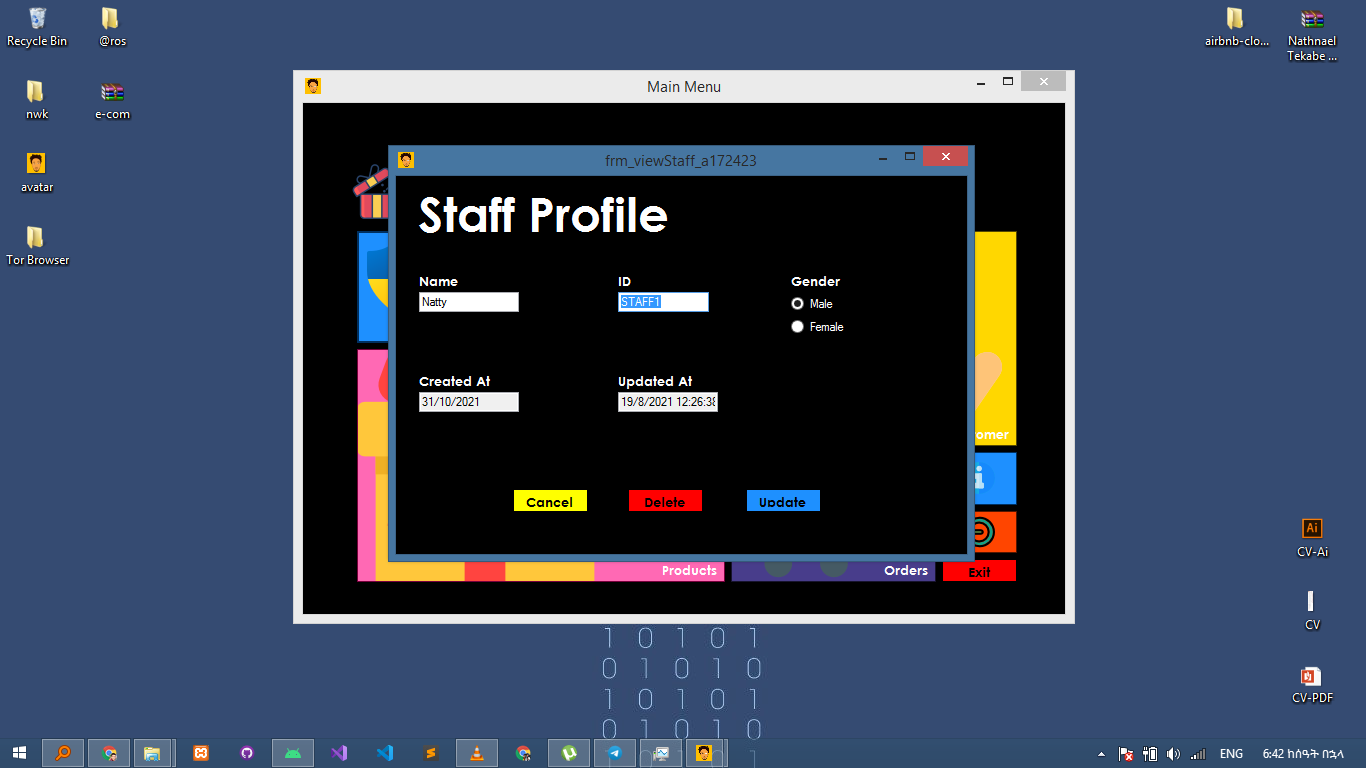 Recycle Bin
@ros
airbnb-clo...
Nathnael
Tekabe ...
nwk
e-com
avatar
Tor Browser
Main Menu
frm_viewStaff_a172423
Staff Profile
Name
ID
Gender
Natty
STAFF1
Male
Female
Created At
Updated At
31/10/2021
19/8/2021 12:26:38
omer
Cancel
Delete
Update
Products
Orders
Exit
Ai
CV-Ai
CV
CV-PDF
1 0 1 0 1
0 1 0 1 0
1 0 1 0 1
0 1 0 1 0
ENG
6:42 ከሰዓት በኋላ